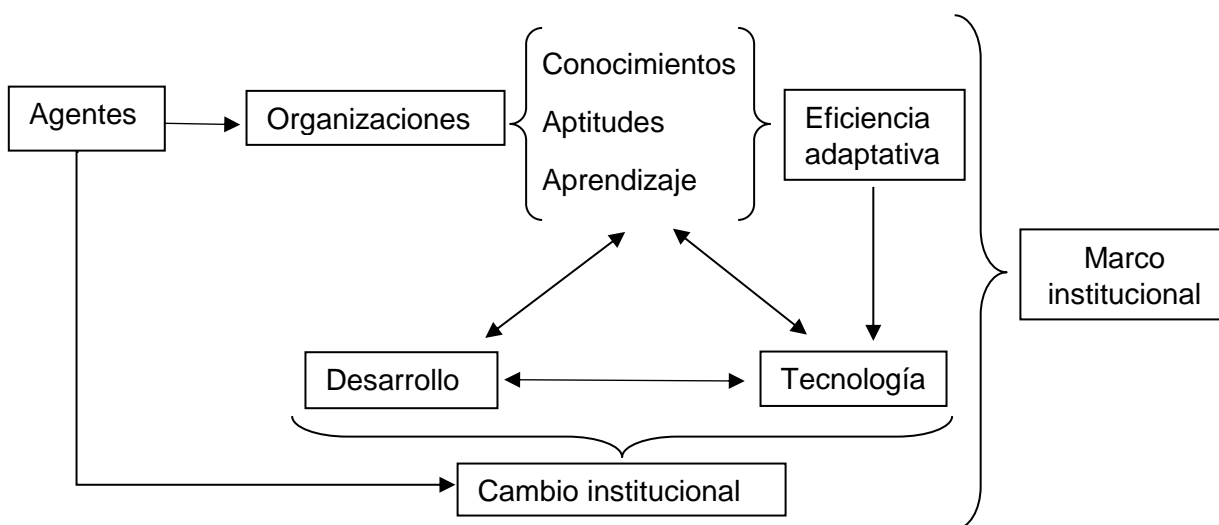 Agentes
Organizaciones
Conocimientos
Aptitudes
Aprendizaje
Eficiencia
adaptativa
Marco
institucional
Desarrollo
Tecnología
Cambio institucional